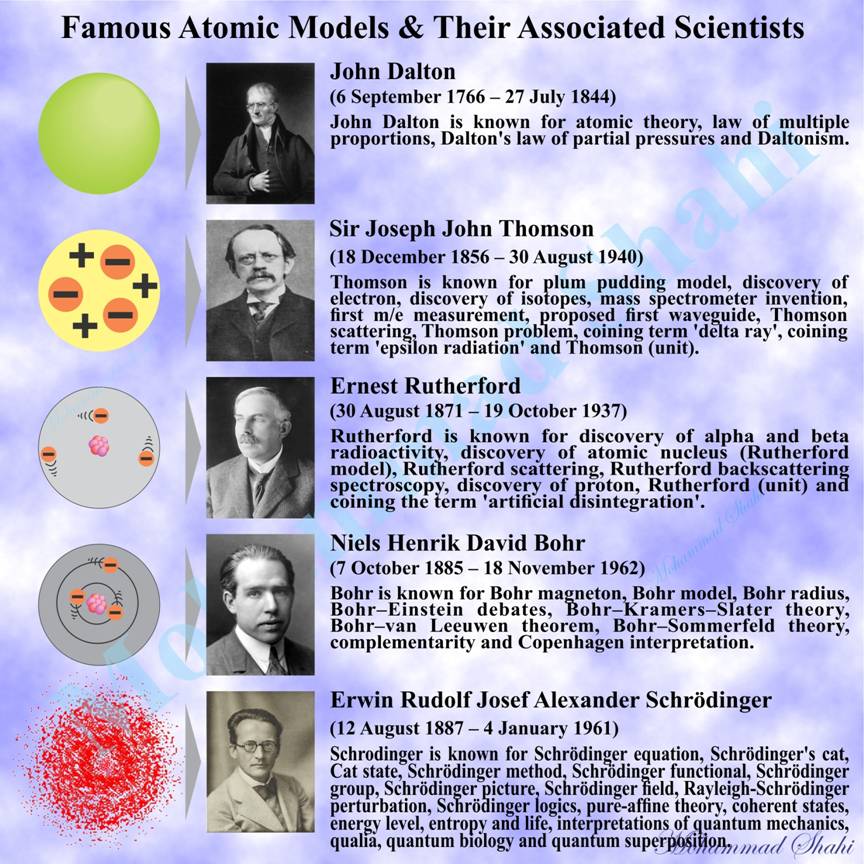 Famous Atomic Models & Their Associated Scientists
John Dalton
(6 September 1766 – 27 July 1844)
John Dalton is known for atomic theory, law of multiple
proportions, Dalton's law of partial pressures and Daltonism.
Sir Joseph John Thomson
(18 December 1856 – 30 August 1940)
Thomson is known for plum pudding model, discovery of
electron, discovery of isotopes, mass spectrometer invention,
first m/e measurement, proposed first waveguide, Thomson
scattering, Thomson problem, coining term 'delta ray', coining
term 'epsilon radiation' and Thomson (unit).
Ernest Rutherford
(30 August 1871 – 19 October 1937)
Rutherford is known for discovery of alpha and beta
radioactivity, discovery of atomic nucleus (Rutherford
model), Rutherford scattering, Rutherford backscattering
spectroscopy, discovery of proton, Rutherford (unit) and
coining the term 'artificial disintegration'.
Niels Henrik David Bohr
(7 October 1885 – 18 November 1962)
Bohr is known for Bohr magneton, Bohr model, Bohr radius,
Bohr–Einstein debates, Bohr–Kramers–Slater theory,
Bohr–van Leeuwen theorem, Bohr–Sommerfeld theory,
complementarity and Copenhagen interpretation.
Erwin Rudolf Josef Alexander Schrödinger
(12 August 1887 – 4 January 1961)
Schrodinger is known for Schrödinger equation, Schrödinger's cat,
Cat state, Schrödinger method, Schrödinger functional, Schrödinger
group, Schrödinger picture, Schrödinger field, Rayleigh-Schrödinger
perturbation, Schrödinger logics, pure-affine theory, coherent states,
energy level, entropy and life, interpretations of quantum mechanics,
qualia, quantum biology and quantum superposition.
Mohammad Shahi
Mohammad Shahi
Mohammad Shahi